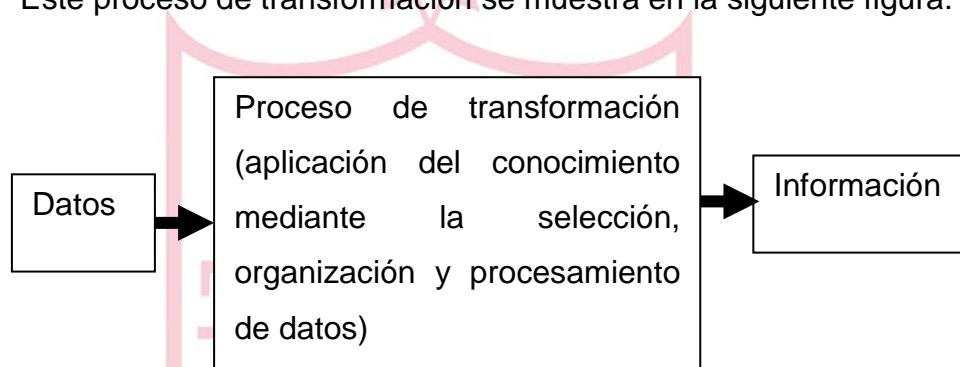 Este proceso de transformación se muestra en la siguiente figura:
Datos
Proceso de transformación
(aplicación del conocimiento
mediante la selección,
organización y procesamiento
de datos)
Información